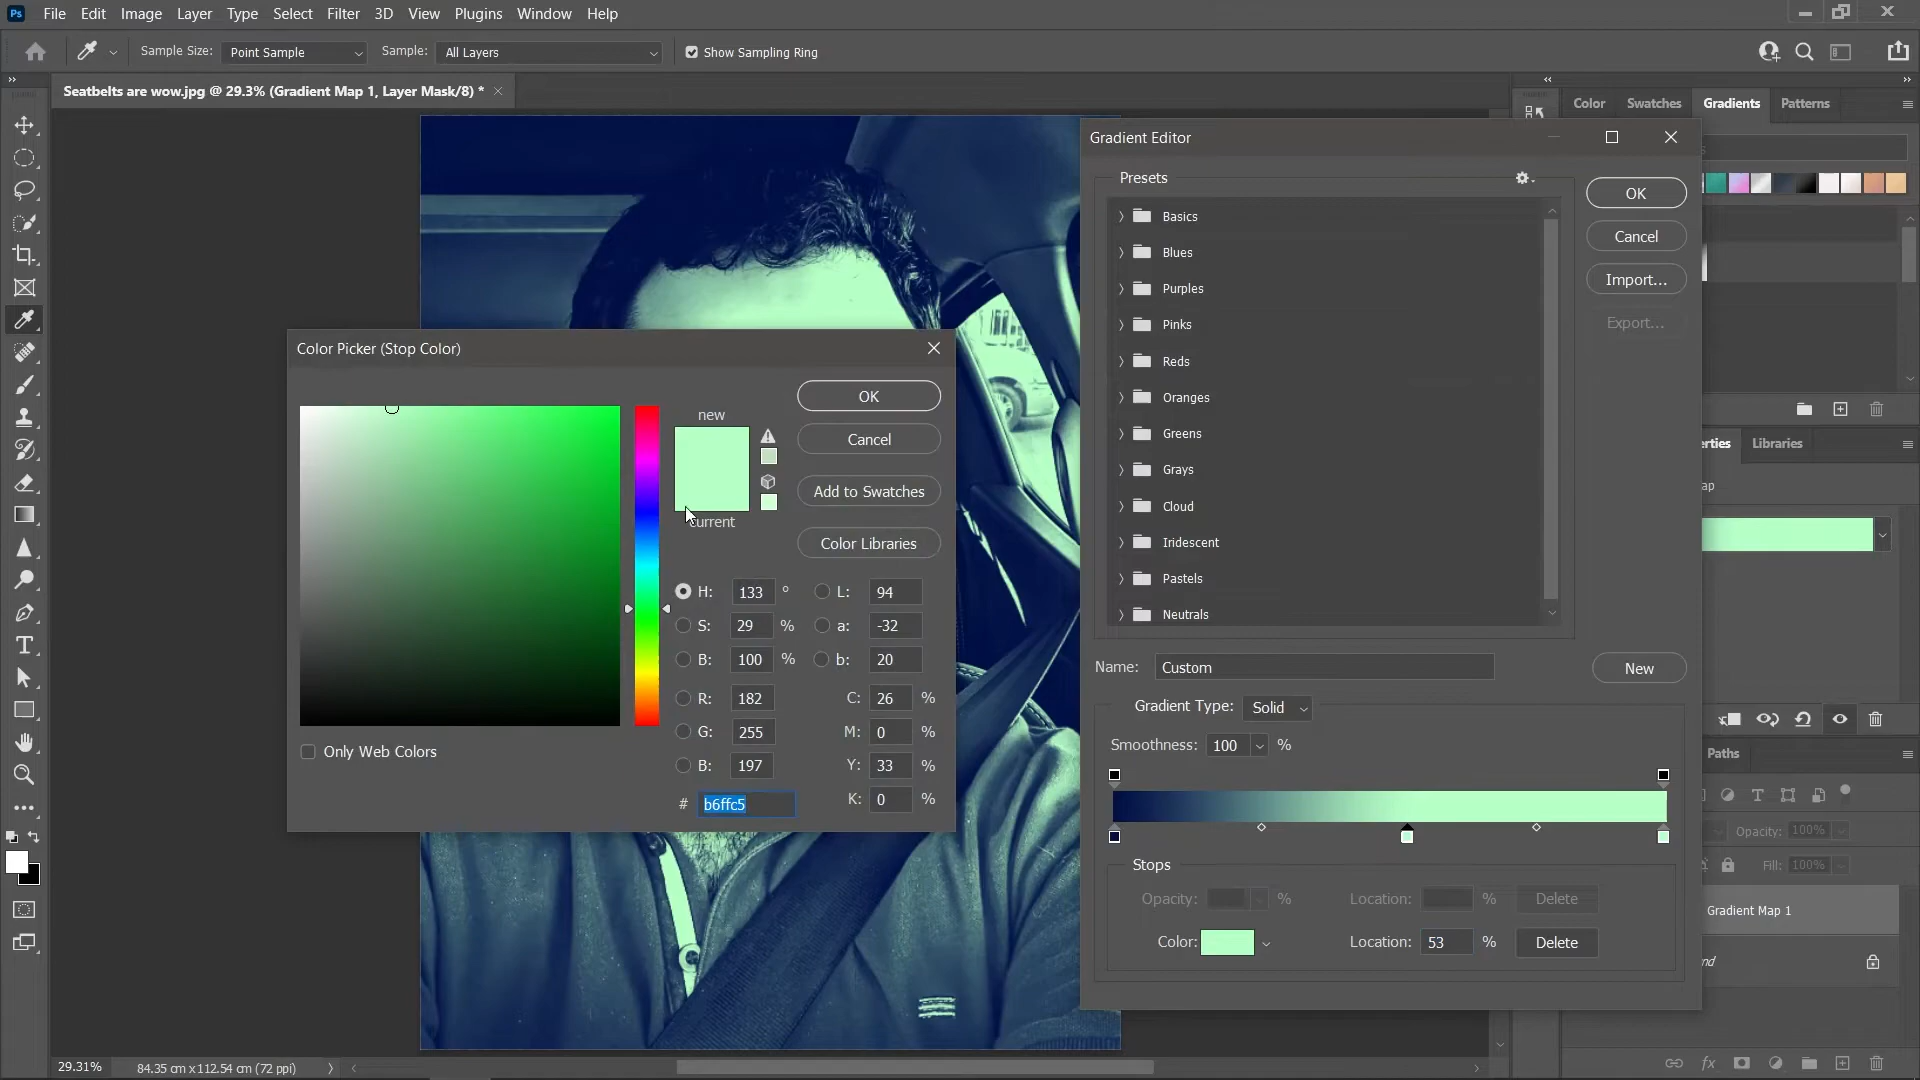 Ps File Edit Image Layer Type Select Filter 3D View Plugins Window Help
Sample Size: Point Sample Sample: All Layers Show Sampling Ring
Seatbelts are wow.jpg @ 29.3% (Gradient Map 1, Layer Mask/8) *
Color Swatches Gradients Patterns
Gradient Editor
Presets
Basics
Blues
Purples
Pinks
Reds
Oranges
Greens
Grays
Cloud
Iridescent
Pastels
Neutrals
OK
Cancel
Import...
Export...
Name: Custom New
Gradient Type: Solid
Smoothness: 100 %
Stops
Opacity: % Location: % Delete
Color: Location: 53 % Delete
Color Picker (Stop Color)
new
current
OK
Cancel
Add to Swatches
Color Libraries
H: 133 ° L: 94
S: 29 % a: -32
B: 100 % b: 20
R: 182 C: 26 %
G: 255 M: 0 %
B: 197 Y: 33 %
# b6ffc5 K: 0 %
Only Web Colors
erties Libraries
ap
Paths
Opacity: 100%
Fill: 100%
Gradient Map 1
nd
29.31% 84.35 cm x 112.54 cm (72 ppi)
fx